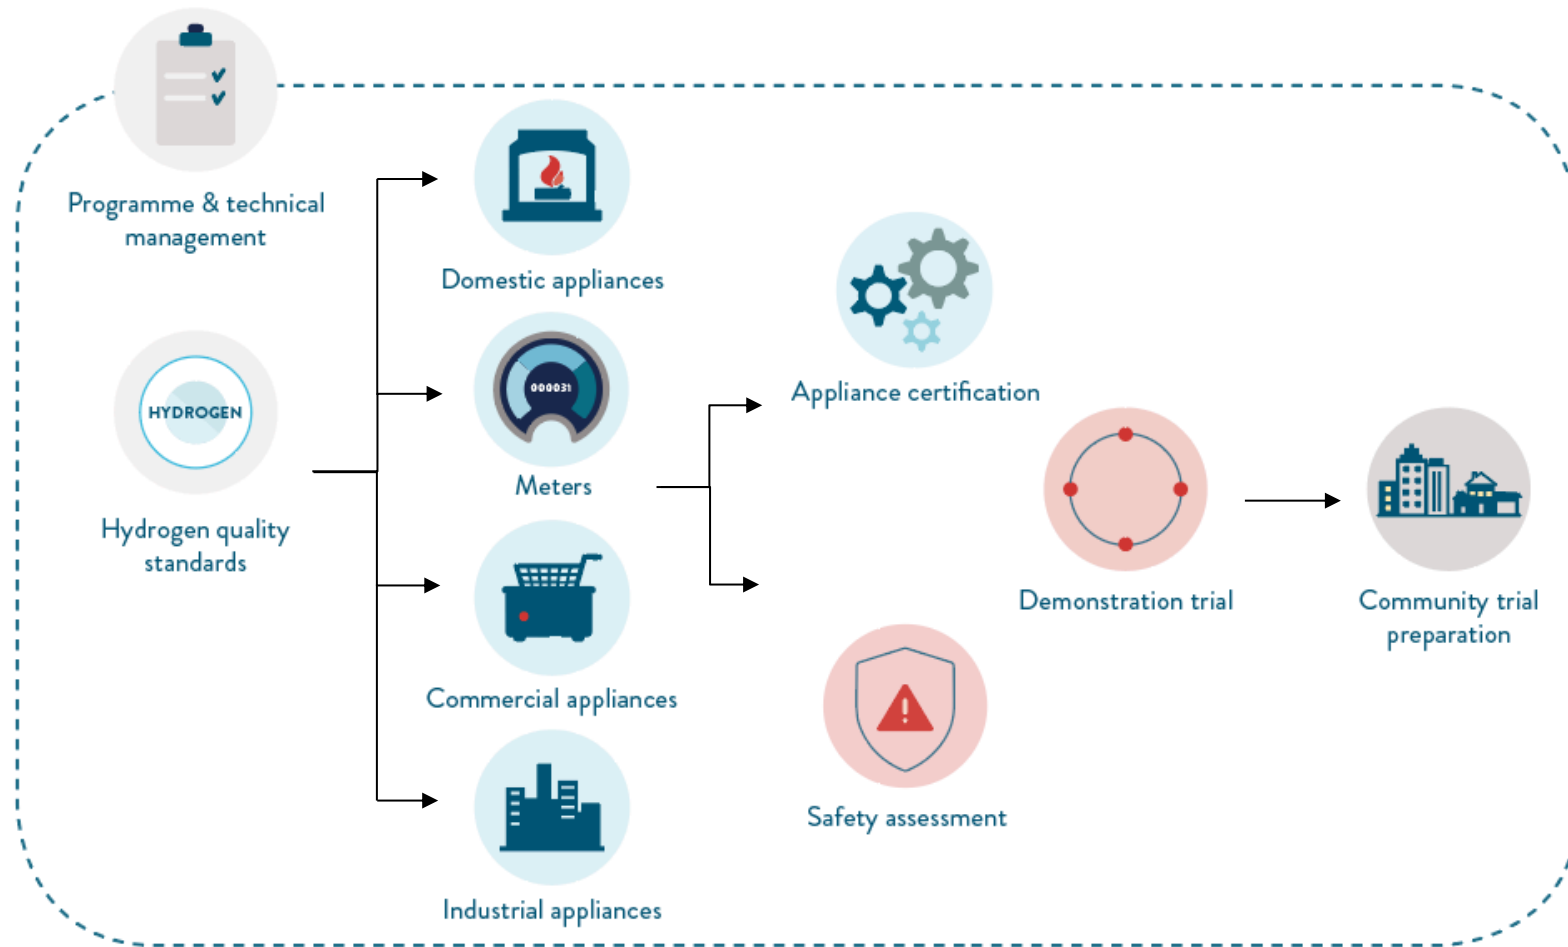 Programme & technical
management
HYDROGEN
Hydrogen quality
standards
Domestic appliances
000031
Meters
Commercial appliances
Industrial appliances
Appliance certification
Safety assessment
Demonstration trial
Community trial
preparation